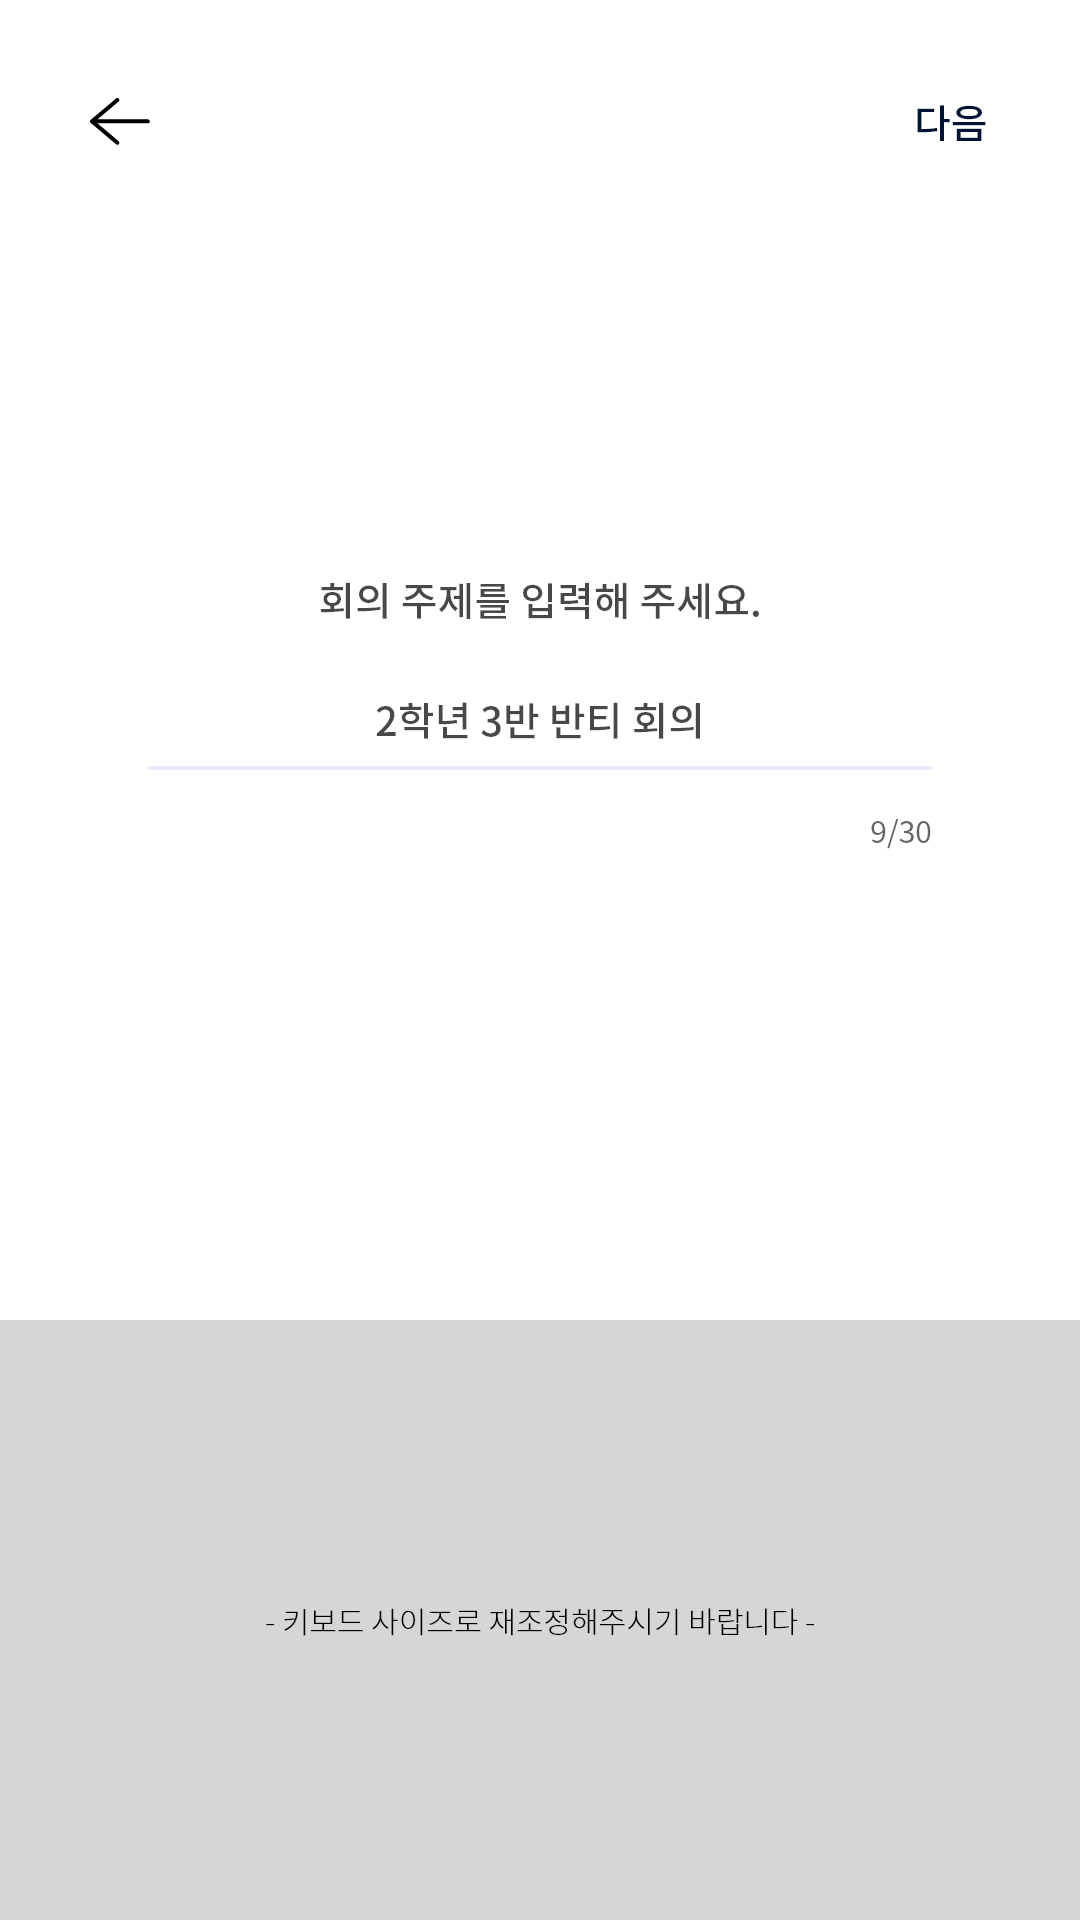 다음
회의 주제를 입력해 주세요.
2학년 3반 반티 회의
9/30
- 키보드 사이즈로 재조정해주시기 바랍니다 -